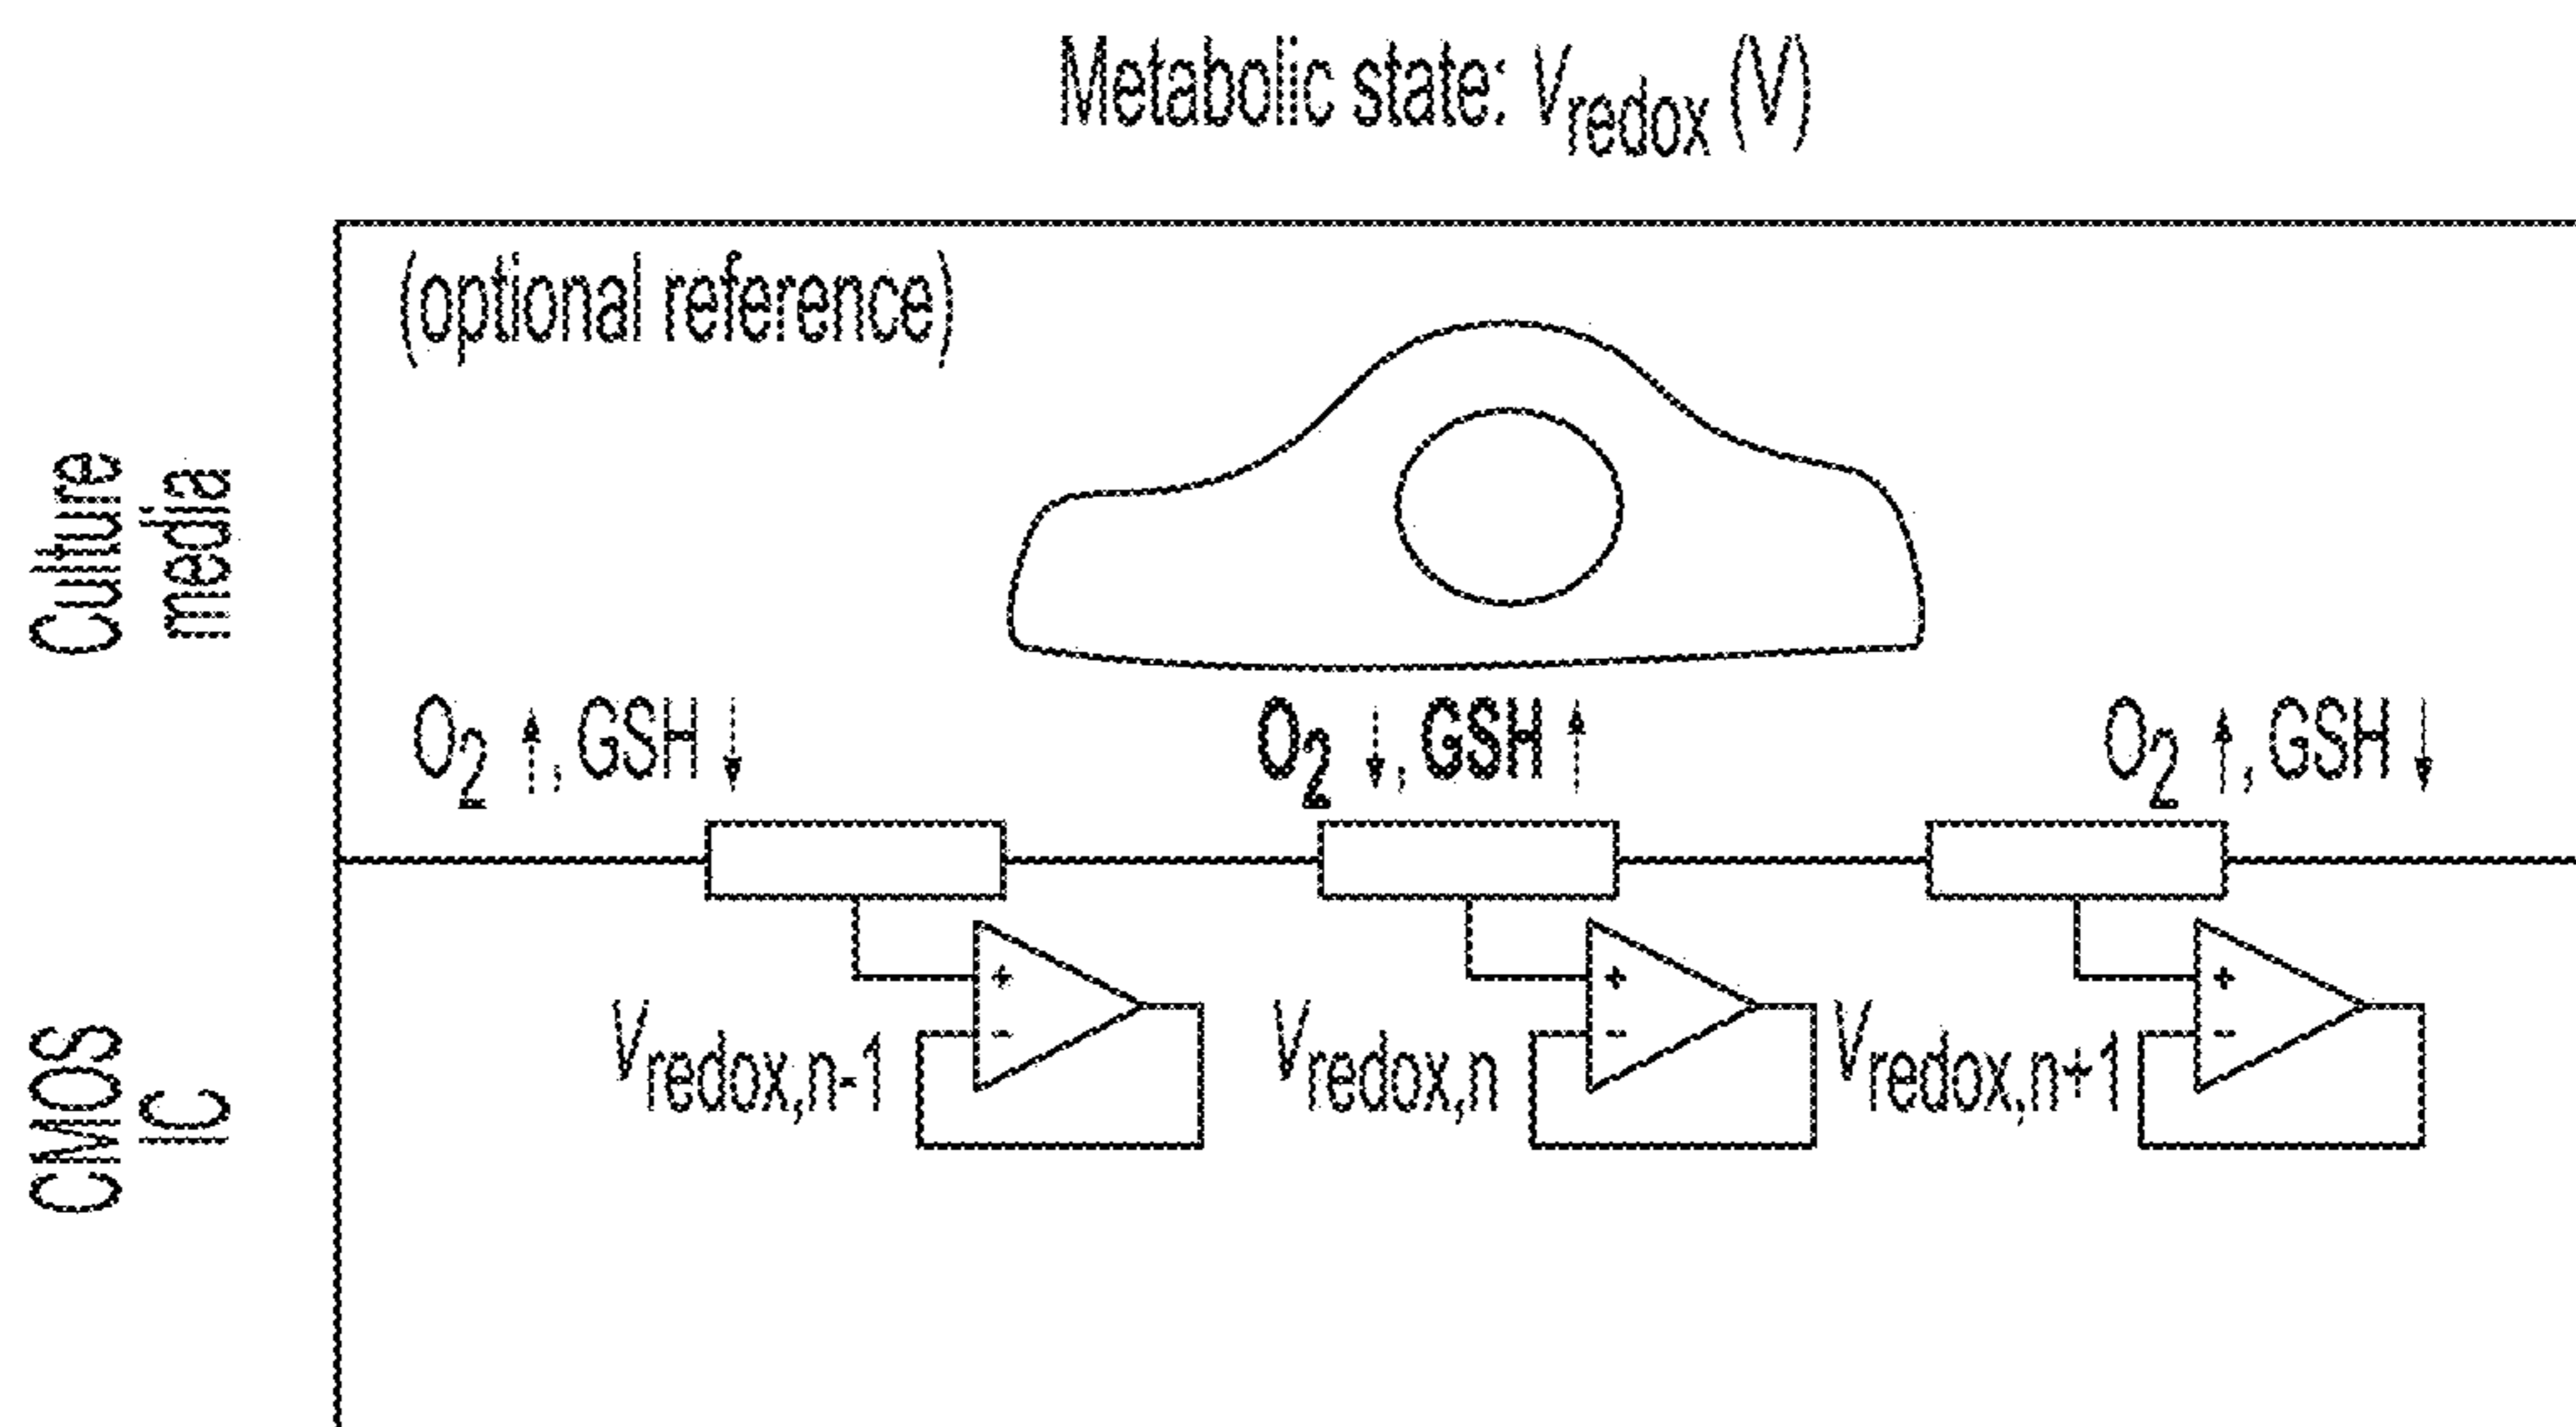 Metabolic state: Vredox (V)
(optional reference)
Culture
media
O2 ↑, GSH ↓
O2 ↓, GSH ↑
O2 ↑, GSH ↓
CMOS
IC
+
-
Vredox,n-1
+
-
Vredox,n
+
-
Vredox,n+1